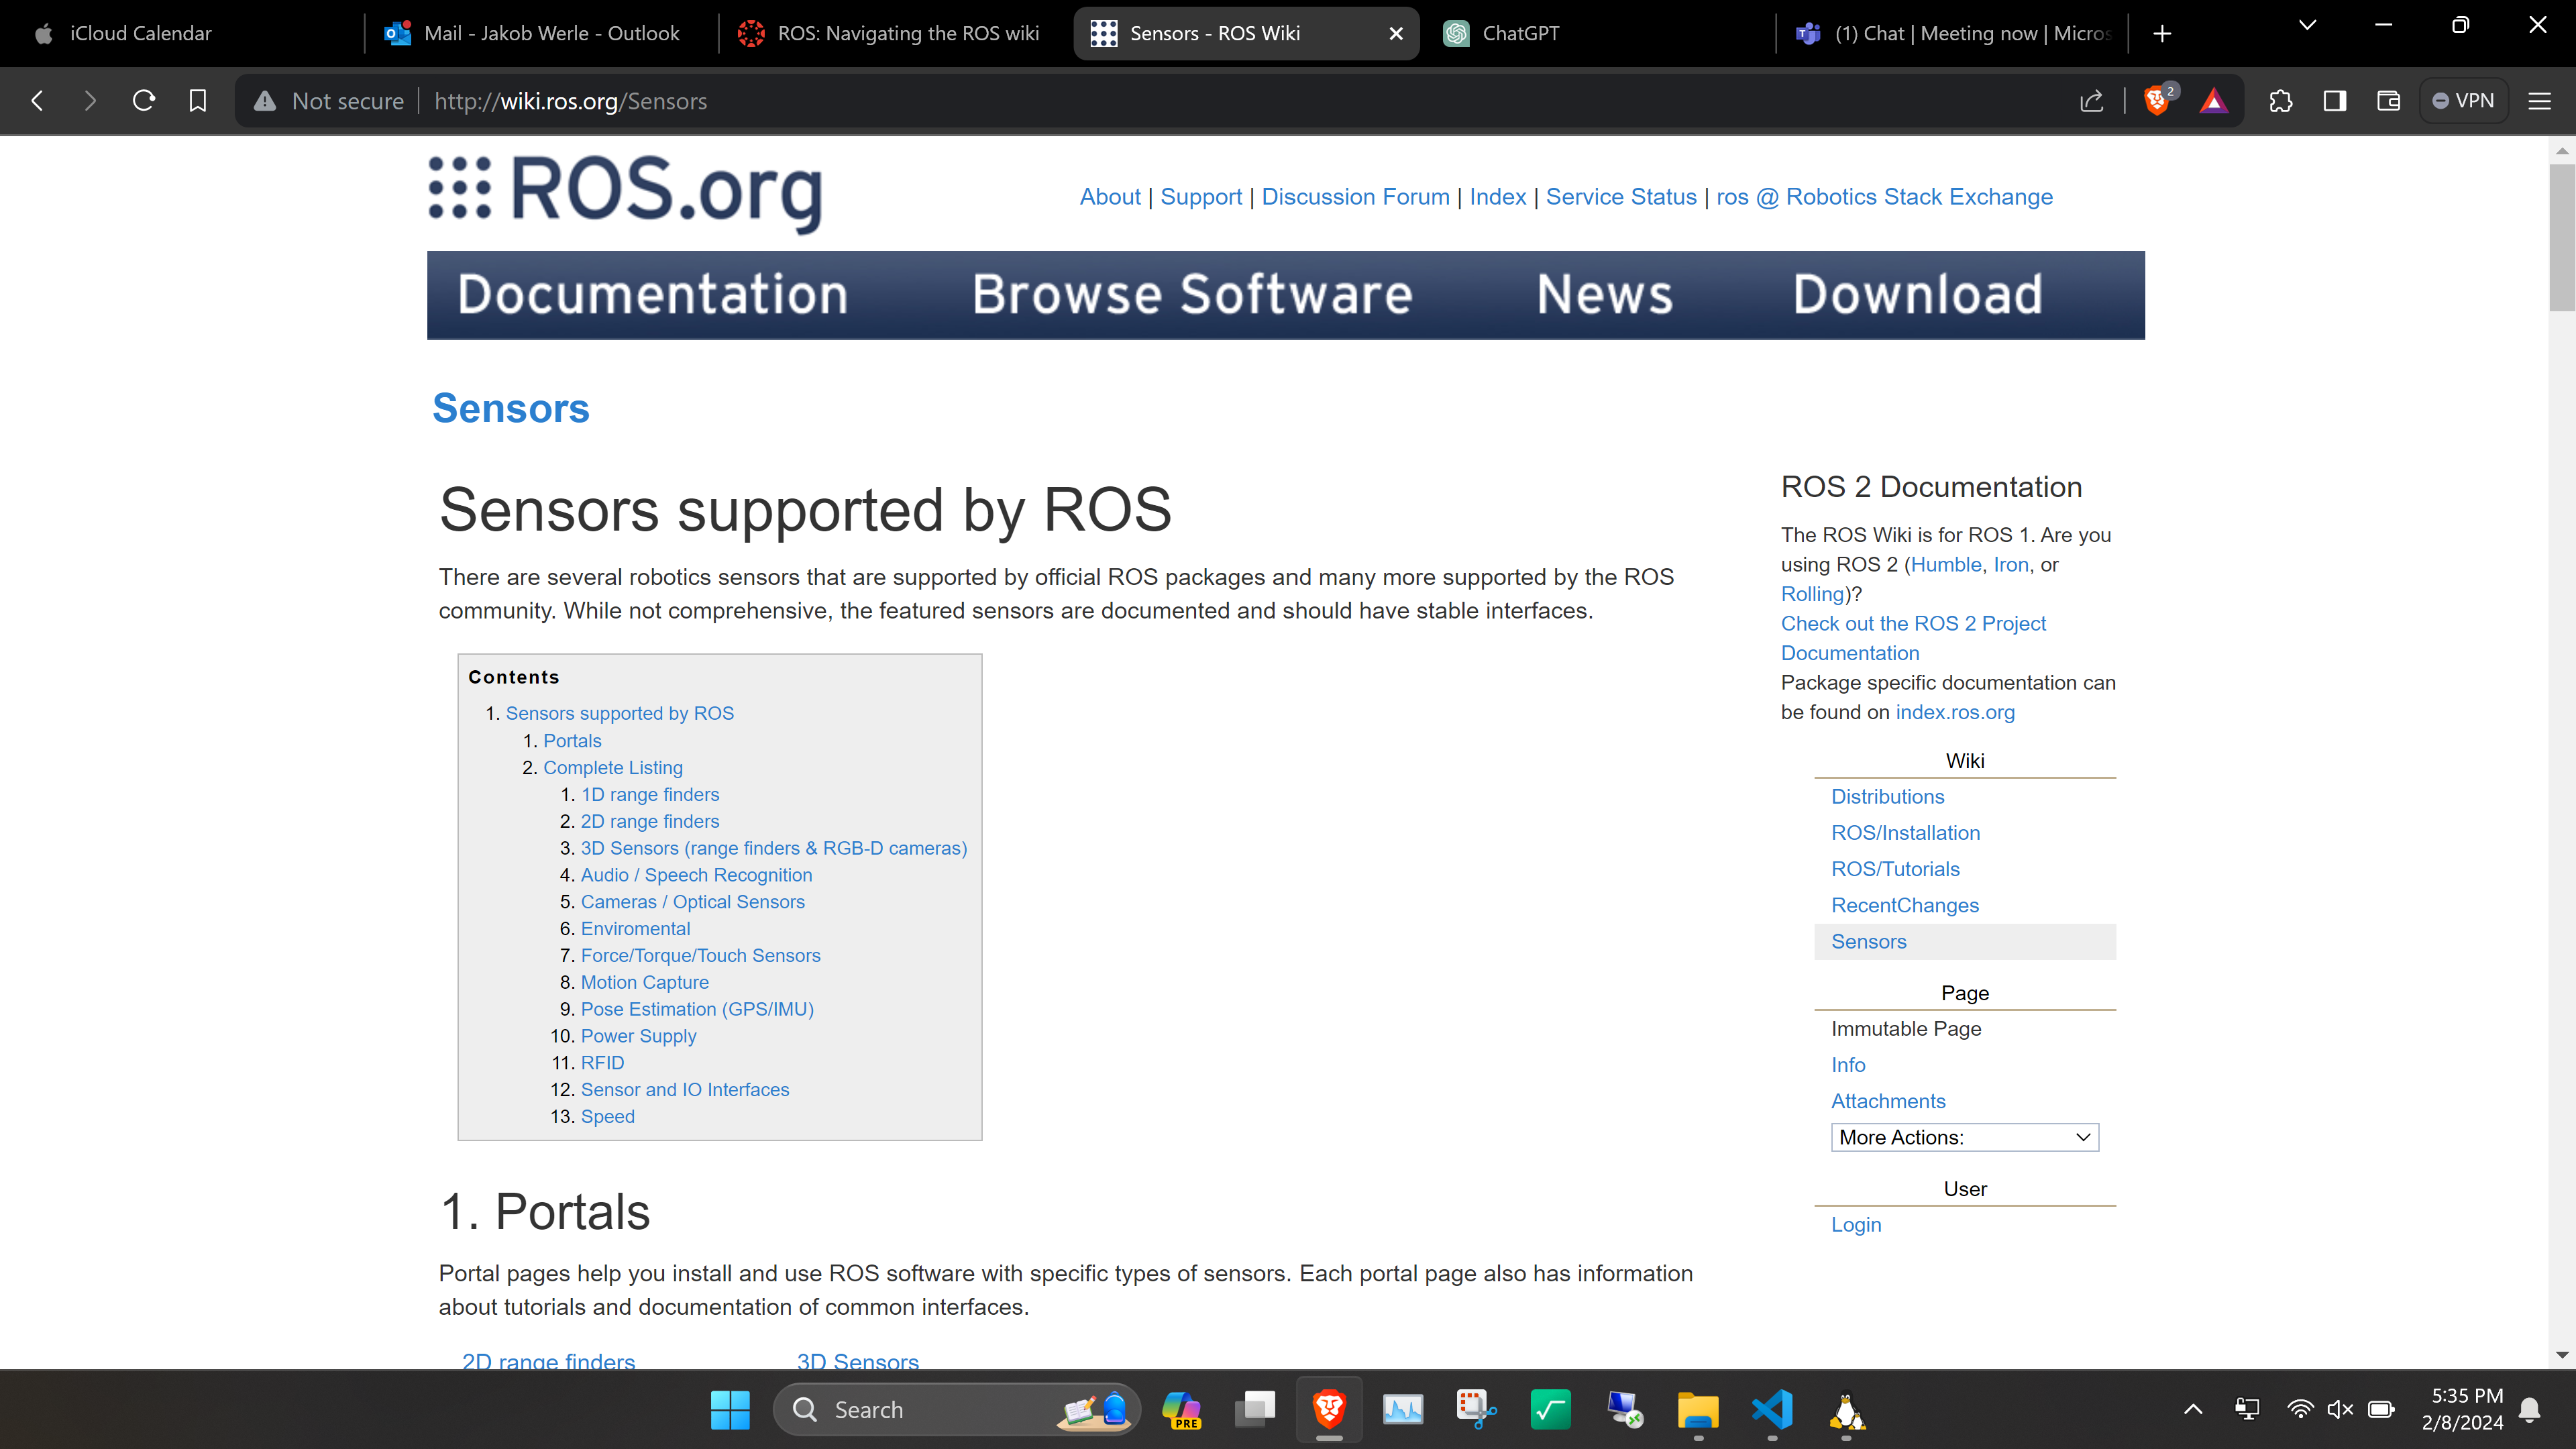 iCloud Calendar
Mail - Jakob Werle - Outlook
ROS: Navigating the ROS wiki
Sensors - ROS Wiki
ChatGPT
(1) Chat | Meeting now | Micros
Not secure
http://wiki.ros.org/Sensors
2
VPN
ROS.org
About | Support | Discussion Forum | Index | Service Status | ros @ Robotics Stack Exchange
Documentation
Browse Software
News
Download
Sensors
Sensors supported by ROS
There are several robotics sensors that are supported by official ROS packages and many more supported by the ROS
community. While not comprehensive, the featured sensors are documented and should have stable interfaces.
Contents
1. Sensors supported by ROS
1. Portals
2. Complete Listing
1. 1D range finders
2. 2D range finders
3. 3D Sensors (range finders & RGB-D cameras)
4. Audio / Speech Recognition
5. Cameras / Optical Sensors
6. Enviromental
7. Force/Torque/Touch Sensors
8. Motion Capture
9. Pose Estimation (GPS/IMU)
10. Power Supply
11. RFID
12. Sensor and IO Interfaces
13. Speed
1. Portals
Portal pages help you install and use ROS software with specific types of sensors. Each portal page also has information
about tutorials and documentation of common interfaces.
2D range finders
3D Sensors
ROS 2 Documentation
The ROS Wiki is for ROS 1. Are you
using ROS 2 (Humble, Iron, or
Rolling)?
Check out the ROS 2 Project
Documentation
Package specific documentation can
be found on index.ros.org
Wiki
Distributions
ROS/Installation
ROS/Tutorials
RecentChanges
Sensors
Page
Immutable Page
Info
Attachments
More Actions:
User
Login
Search
PRE
5:35 PM
2/8/2024